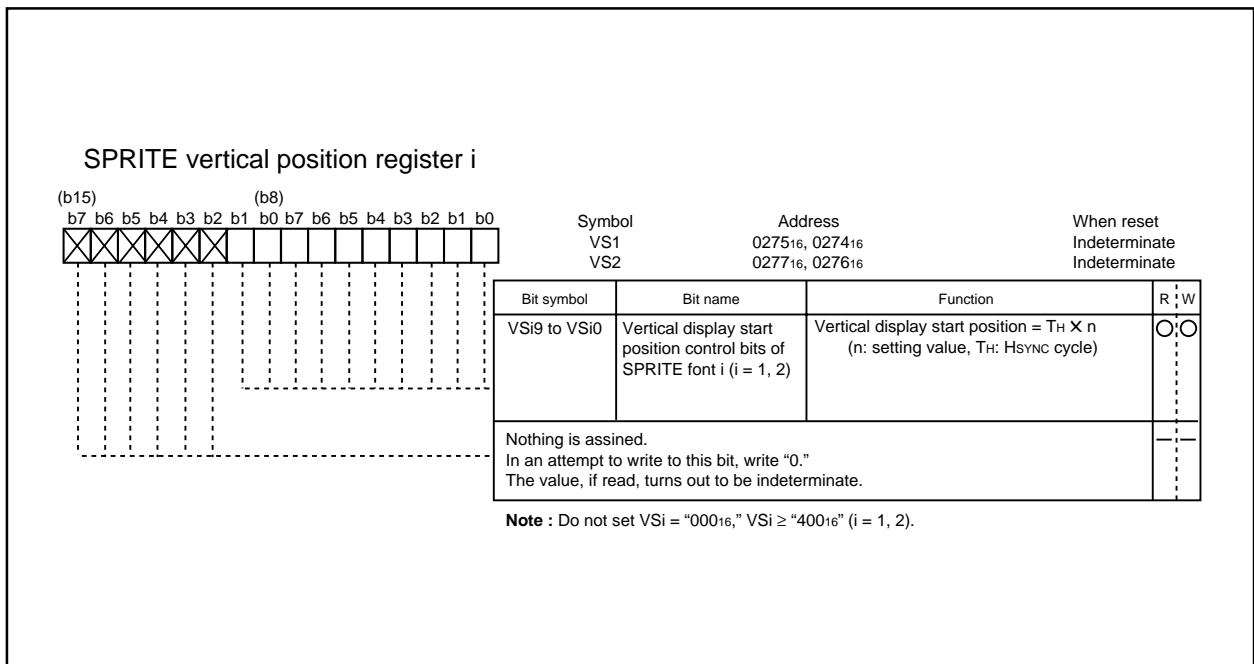 SPRITE vertical position register i
(b15) (b8)
b7 b6 b5 b4 b3 b2 b1 b0 b7 b6 b5 b4 b3 b2 b1 b0
Symbol Address When reset
VS1 0275₁₆, 0274₁₆ Indeterminate
VS2 0277₁₆, 0276₁₆ Indeterminate
Bit symbol Bit name Function R W
VSi9 to VSi0 Vertical display start Vertical display start position = TH × n
position control bits of (n: setting value, TH: HSYNC cycle)
SPRITE font i (i = 1, 2)
Nothing is assined.
In an attempt to write to this bit, write “0.”
The value, if read, turns out to be indeterminate.
Note : Do not set VSi = “000₁₆,” VSi ≥ “400₁₆” (i = 1, 2).